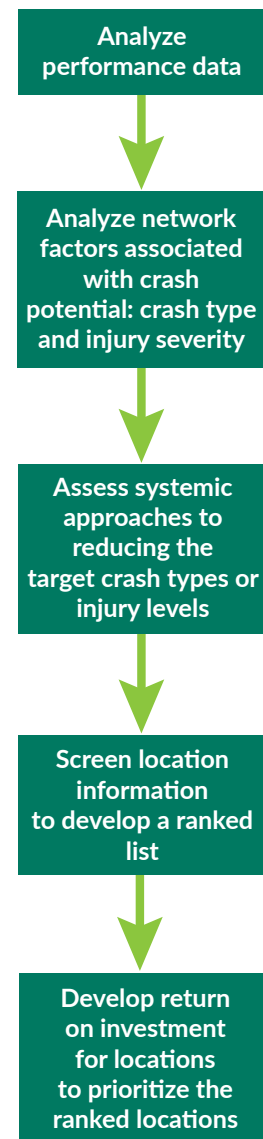 Analyze
performance data
Analyze network
factors associated
with crash
potential: crash type
and injury severity
Assess systemic
approaches to
reducing the
target crash types or
injury levels
Screen location
information
to develop a ranked
list
Develop return
on investment
for locations
to prioritize the
ranked locations